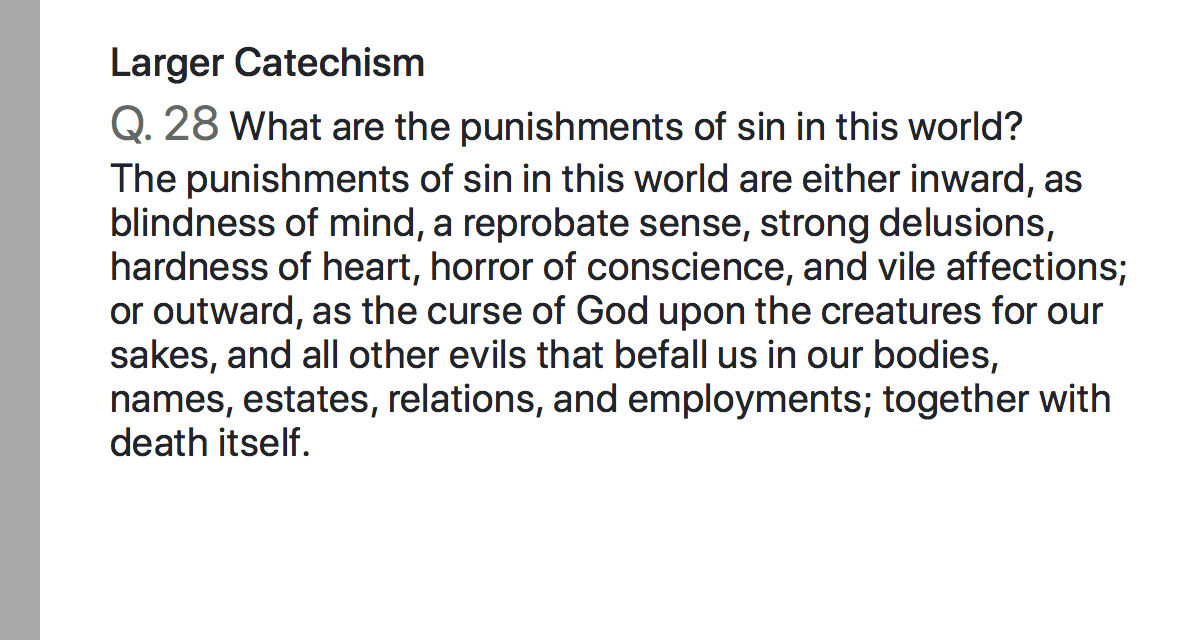 Larger Catechism
Q. 28 What are the punishments of sin in this world?
The punishments of sin in this world are either inward, as
blindness of mind, a reprobate sense, strong delusions,
hardness of heart, horror of conscience, and vile affections;
or outward, as the curse of God upon the creatures for our
sakes, and all other evils that befall us in our bodies,
names, estates, relations, and employments; together with
death itself.